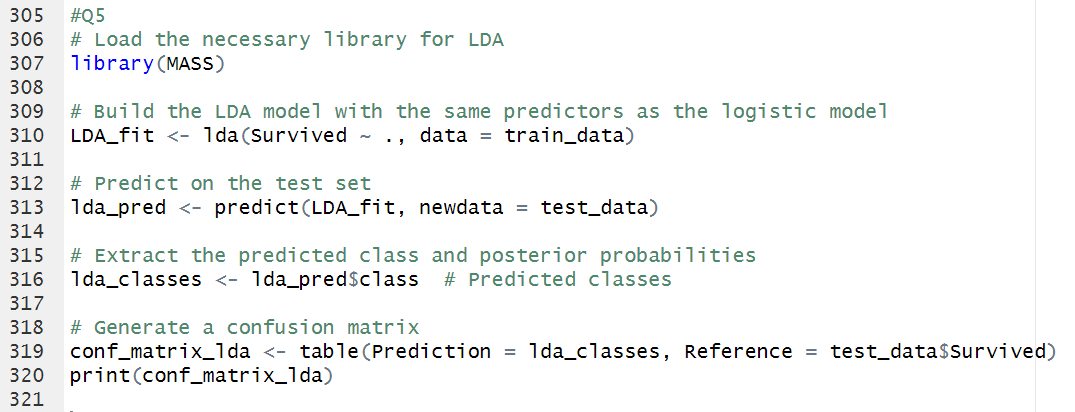 305 #Q5
306 # Load the necessary library for LDA
307 library(MASS)
308
309 # Build the LDA model with the same predictors as the logistic model
310 LDA_fit <- lda(Survived ~ ., data = train_data)
311
312 # Predict on the test set
313 lda_pred <- predict(LDA_fit, newdata = test_data)
314
315 # Extract the predicted class and posterior probabilities
316 lda_classes <- lda_pred$class  # Predicted classes
317
318 # Generate a confusion matrix
319 conf_matrix_lda <- table(Prediction = lda_classes, Reference = test_data$Survived)
320 print(conf_matrix_lda)
321